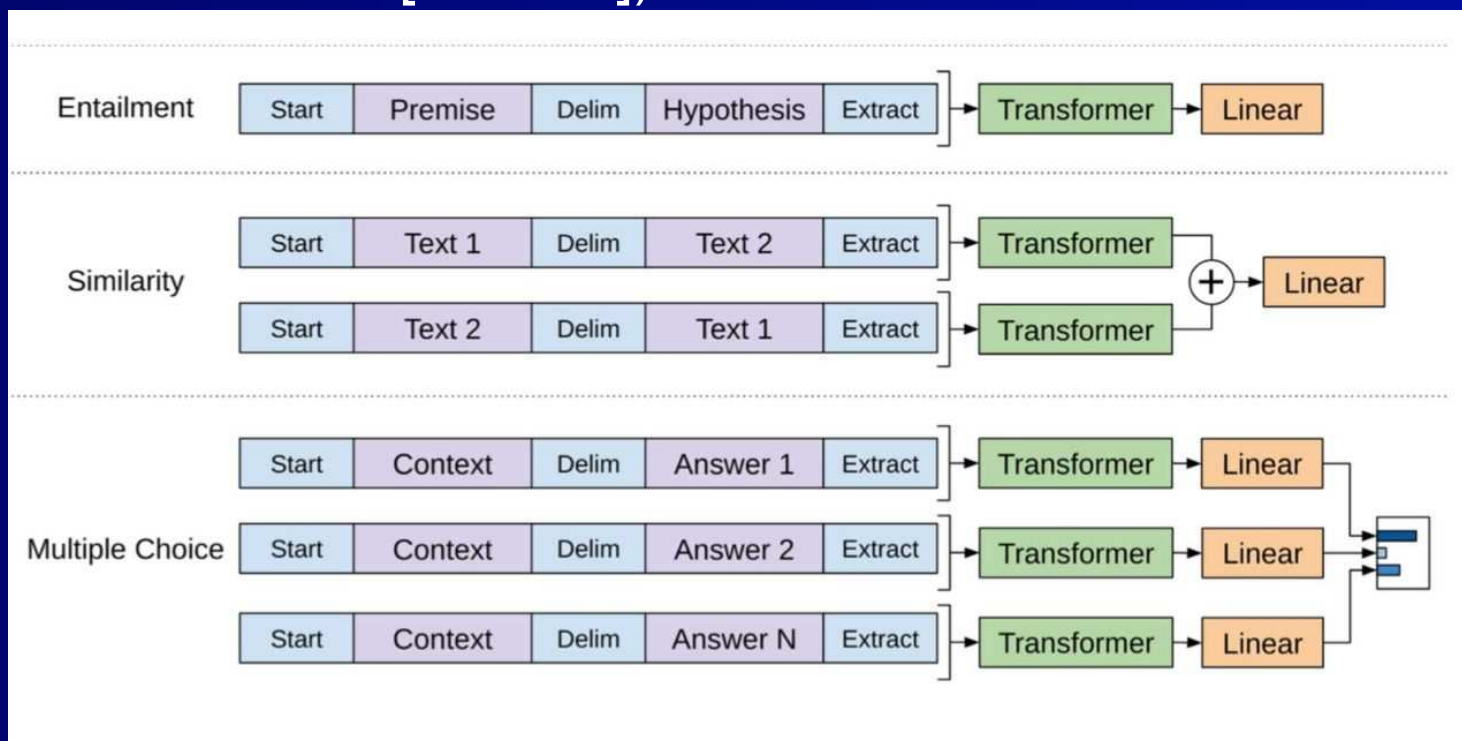 Entailment Start Premise Delim Hypothesis Extract Transformer Linear
Start Text 1 Delim Text 2 Extract Transformer
Similarity + Linear
Start Text 2 Delim Text 1 Extract Transformer
Start Context Delim Answer 1 Extract Transformer Linear
Multiple Choice Start Context Delim Answer 2 Extract Transformer Linear
Start Context Delim Answer N Extract Transformer Linear